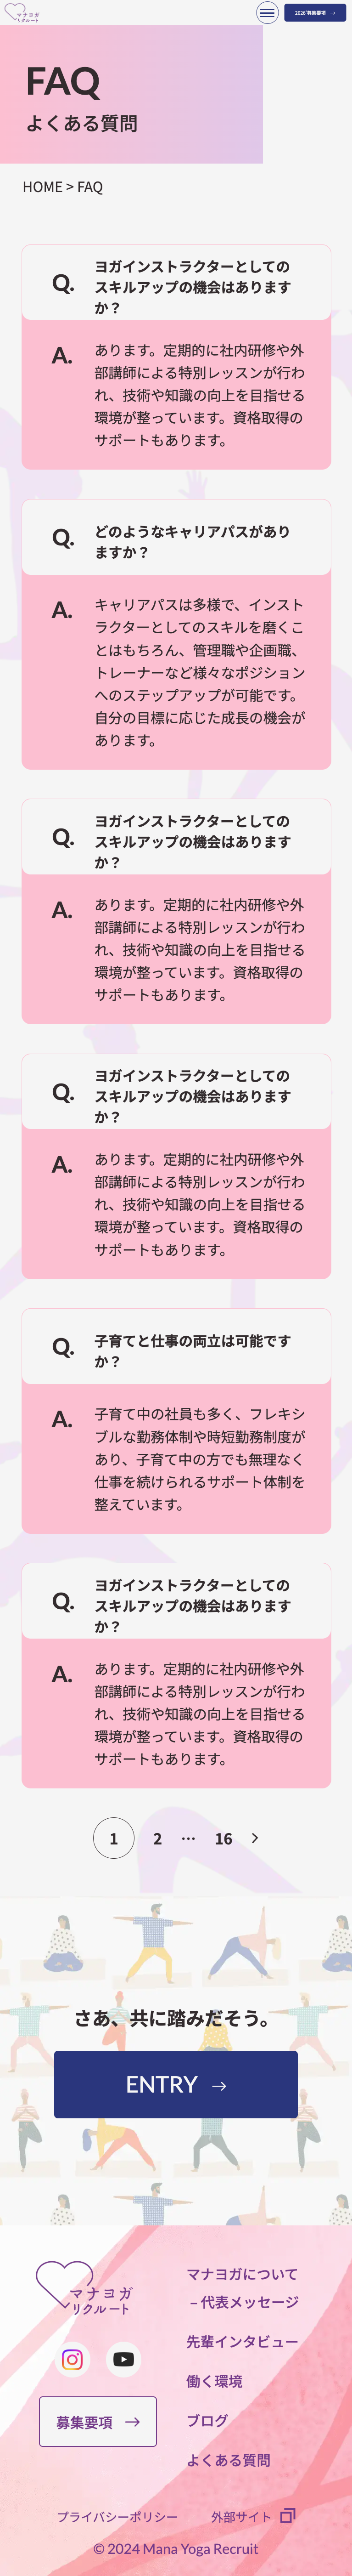 マナヨガ
リクルート
2026'募集要項 →
FAQ
よくある質問
HOME > FAQ
Q.
ヨガインストラクターとしての
スキルアップの機会はあります
か？
A.
あります。定期的に社内研修や外
部講師による特別レッスンが行わ
れ、技術や知識の向上を目指せる
環境が整っています。資格取得の
サポートもあります。
Q.
どのようなキャリアパスがあり
ますか？
A.
キャリアパスは多様で、インスト
ラクターとしてのスキルを磨くこ
とはもちろん、管理職や企画職、
トレーナーなど様々なポジション
へのステップアップが可能です。
自分の目標に応じた成長の機会が
あります。
Q.
ヨガインストラクターとしての
スキルアップの機会はあります
か？
A.
あります。定期的に社内研修や外
部講師による特別レッスンが行わ
れ、技術や知識の向上を目指せる
環境が整っています。資格取得の
サポートもあります。
Q.
ヨガインストラクターとしての
スキルアップの機会はあります
か？
A.
あります。定期的に社内研修や外
部講師による特別レッスンが行わ
れ、技術や知識の向上を目指せる
環境が整っています。資格取得の
サポートもあります。
Q.
子育てと仕事の両立は可能です
か？
A.
子育て中の社員も多く、フレキシ
ブルな勤務体制や時短勤務制度が
あり、子育て中の方でも無理なく
仕事を続けられるサポート体制を
整えています。
Q.
ヨガインストラクターとしての
スキルアップの機会はあります
か？
A.
あります。定期的に社内研修や外
部講師による特別レッスンが行わ
れ、技術や知識の向上を目指せる
環境が整っています。資格取得の
サポートもあります。
1 2 … 16 >
さあ、共に踏みだそう。
ENTRY →
マナヨガ
リクルート
募集要項 →
マナヨガについて
– 代表メッセージ
先輩インタビュー
働く環境
ブログ
よくある質問
プライバシーポリシー 外部サイト
© 2024 Mana Yoga Recruit